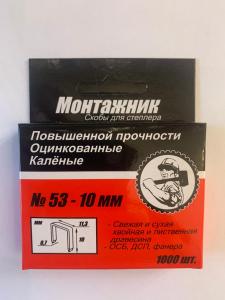 Монтажник
Скобы для степлера
Повышенной прочности
Оцинкованные
Калёные
№ 53 - 10 мм
мм
11,3
0,7
10
- Свежая и сухая
хвойная и лиственная
древесина
- ОСБ, ДСП, фанера
1000 шт.